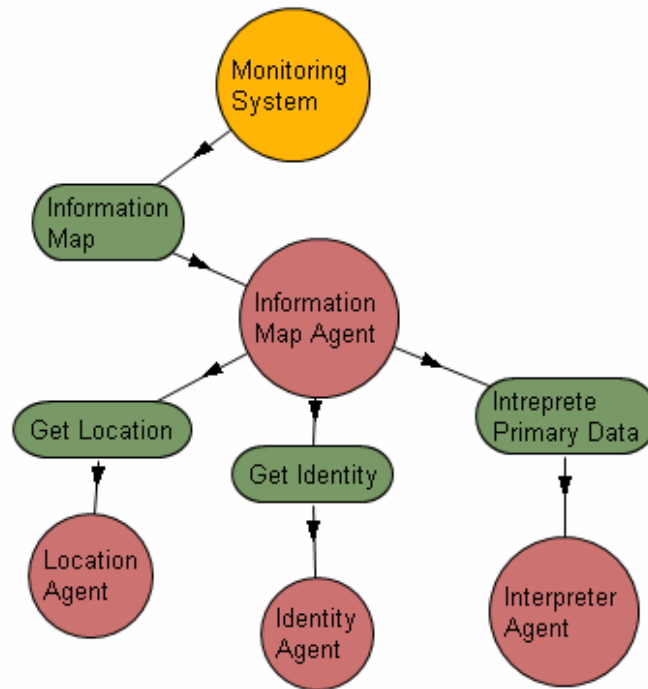 Monitoring
System
Information
Map
Information
Map Agent
Get Location
Get Identity
Intreprete
Primary Data
Location
Agent
Identity
Agent
Interpreter
Agent